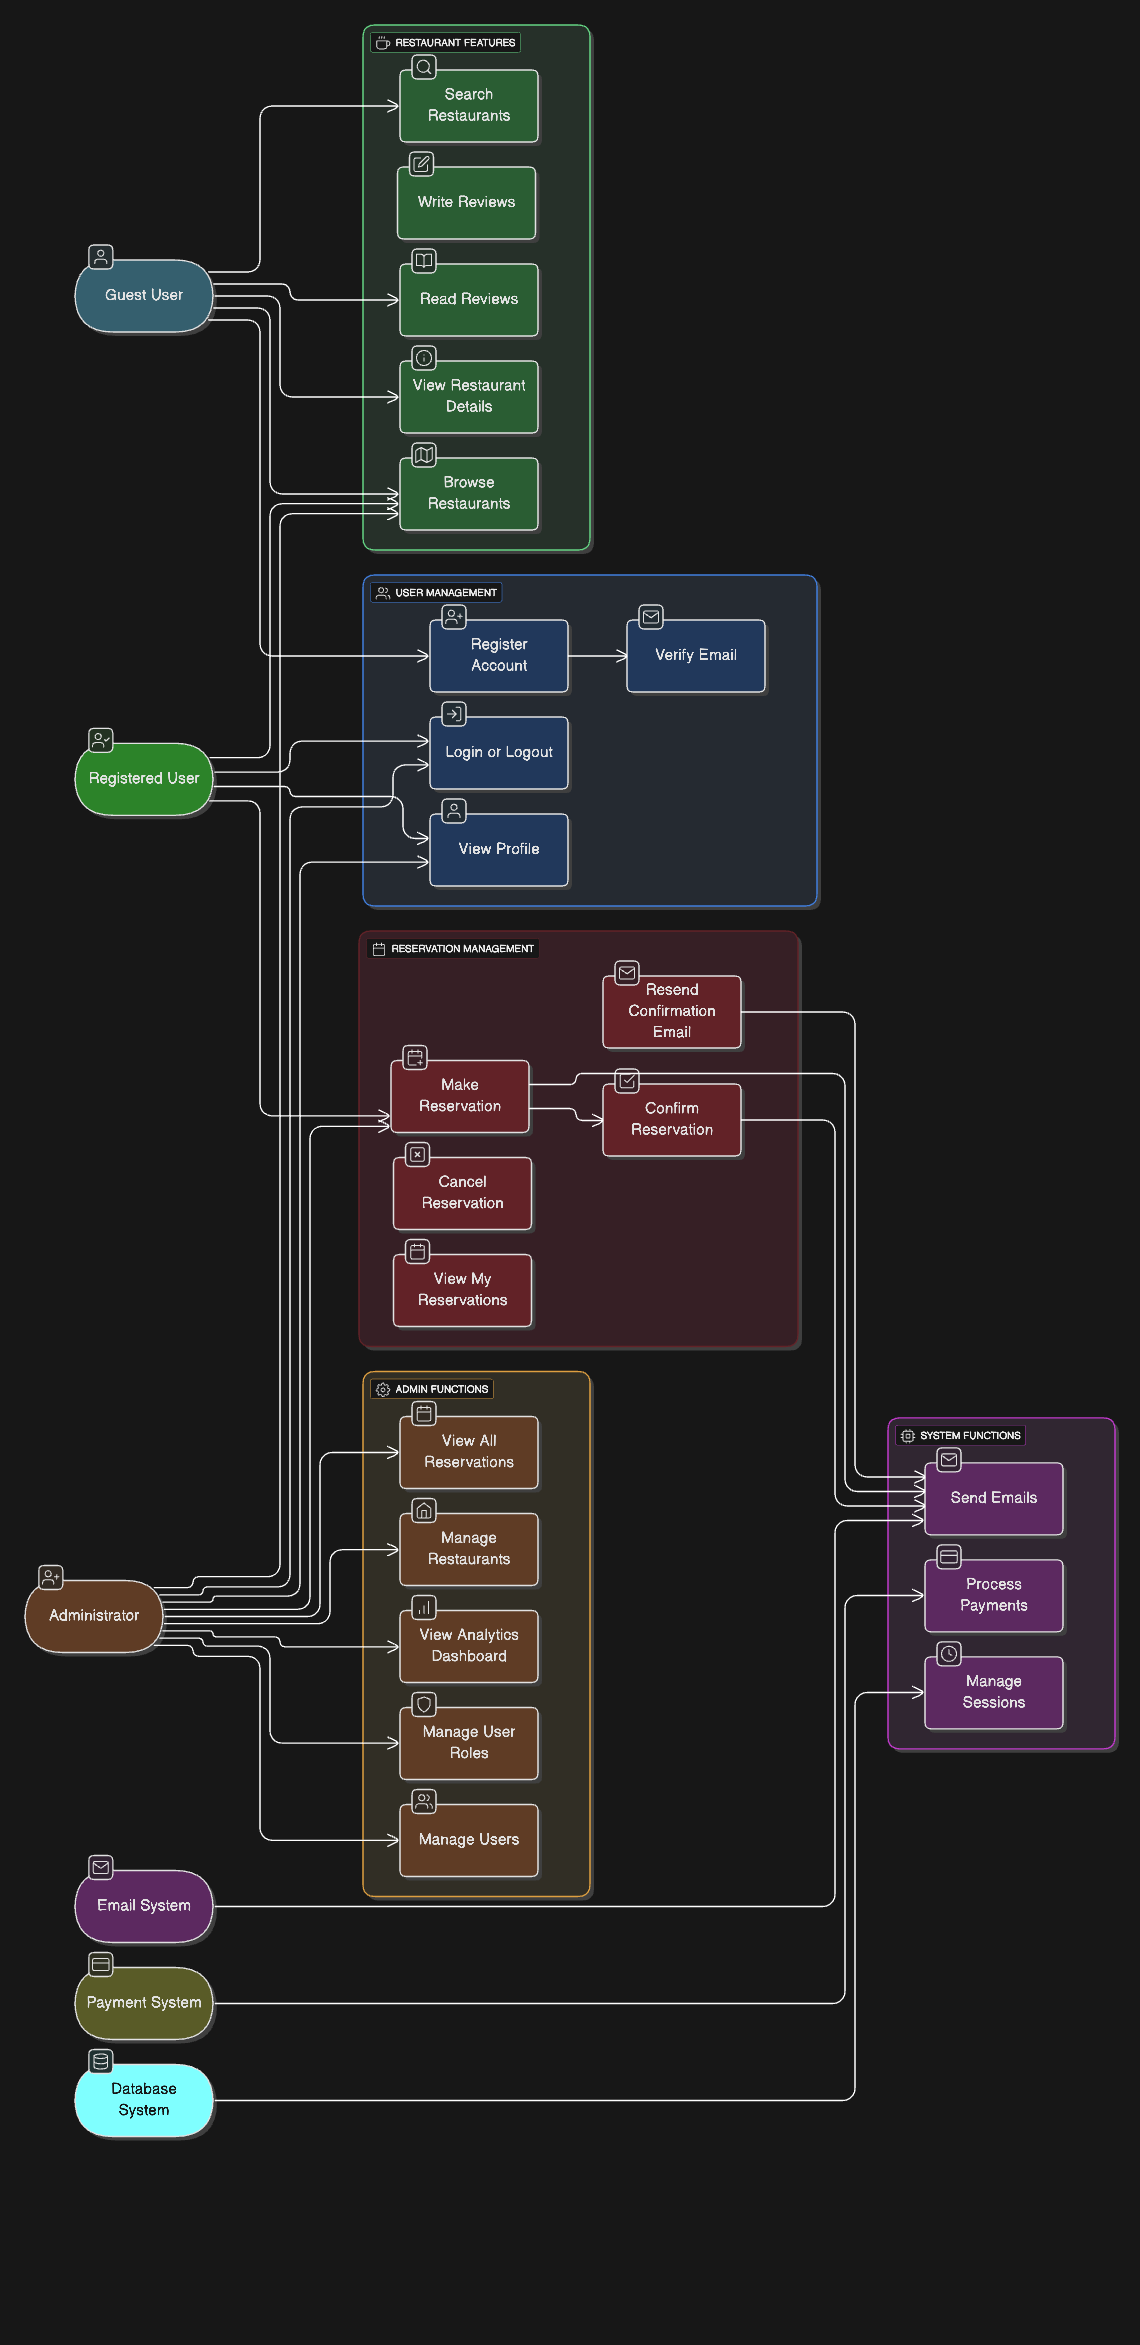 RESTAURANT FEATURES
Search
Restaurants
Write Reviews
Read Reviews
View Restaurant
Details
Browse
Restaurants
Guest User
USER MANAGEMENT
Register
Account
Verify Email
Login or Logout
View Profile
Registered User
RESERVATION MANAGEMENT
Resend
Confirmation
Email
Make
Reservation
Confirm
Reservation
Cancel
Reservation
View My
Reservations
ADMIN FUNCTIONS
View All
Reservations
Manage
Restaurants
View Analytics
Dashboard
Manage User
Roles
Manage Users
Administrator
SYSTEM FUNCTIONS
Send Emails
Process
Payments
Manage
Sessions
Email System
Payment System
Database
System